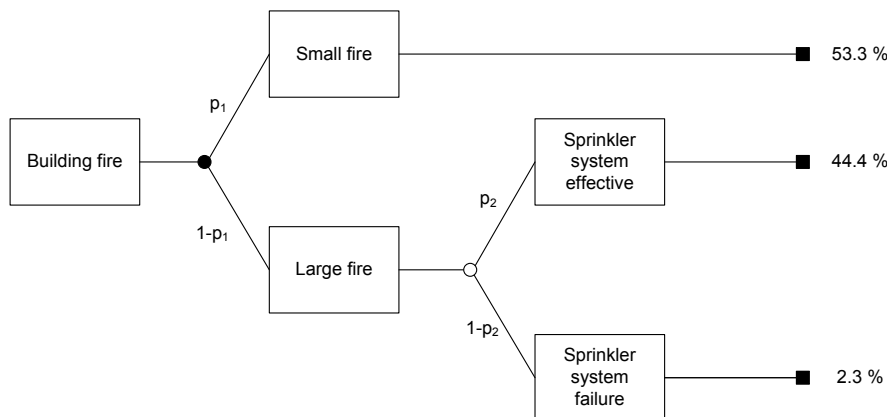 Small fire
53.3 %
p₁
Building fire
Sprinkler
system
effective
44.4 %
p₂
1-p₁
Large fire
1-p₂
Sprinkler
system
failure
2.3 %